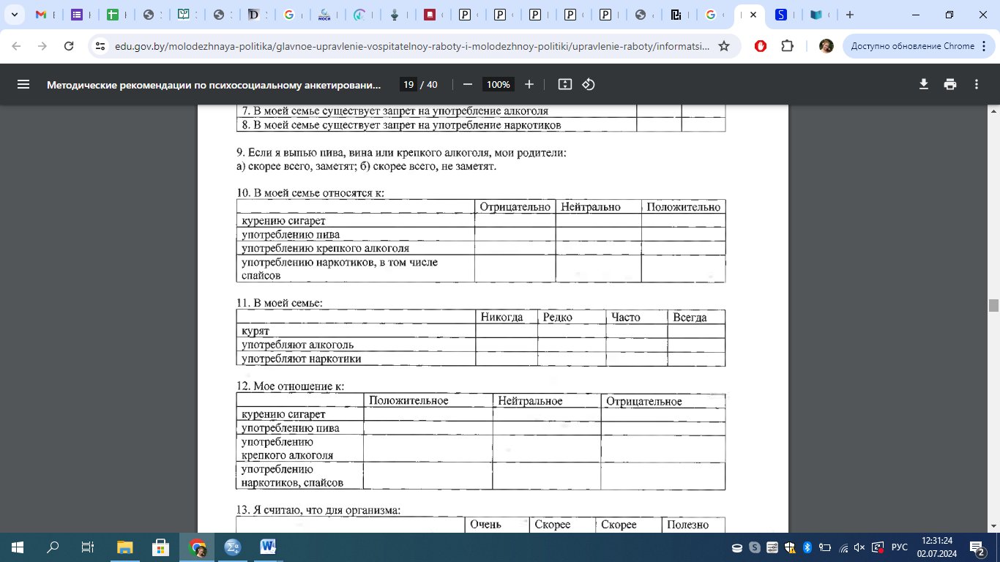 edu.gov.by/molodezhnaya-politika/glavnoe-upravlenie-vospitatelnoy-raboty-i-molodezhnoy-politiki/upravlenie-raboty/informatsi...
Доступно обновление Chrome
Методические рекомендации по психосоциальному анкетировани...
19 / 40
100%
7. В моей семье существует запрет на употребление алкоголя
8. В моей семье существует запрет на употребление наркотиков
9. Если я выпью пива, вина или крепкого алкоголя, мои родители:
а) скорее всего, заметят; б) скорее всего, не заметят.
10. В моей семье относятся к:
Отрицательно Нейтрально Положительно
курению сигарет
употреблению пива
употреблению крепкого алкоголя
употреблению наркотиков, в том числе
спайсов
11. В моей семье:
Никогда Редко Часто Всегда
курят
употребляют алкоголь
употребляют наркотики
12. Мое отношение к:
Положительное Нейтральное Отрицательное
курению сигарет
употреблению пива
употреблению
крепкого алкоголя
употреблению
наркотиков, спайсов
13. Я считаю, что для организма:
Очень Скорее Скорее Полезно
РУС
12:31:24
02.07.2024
2